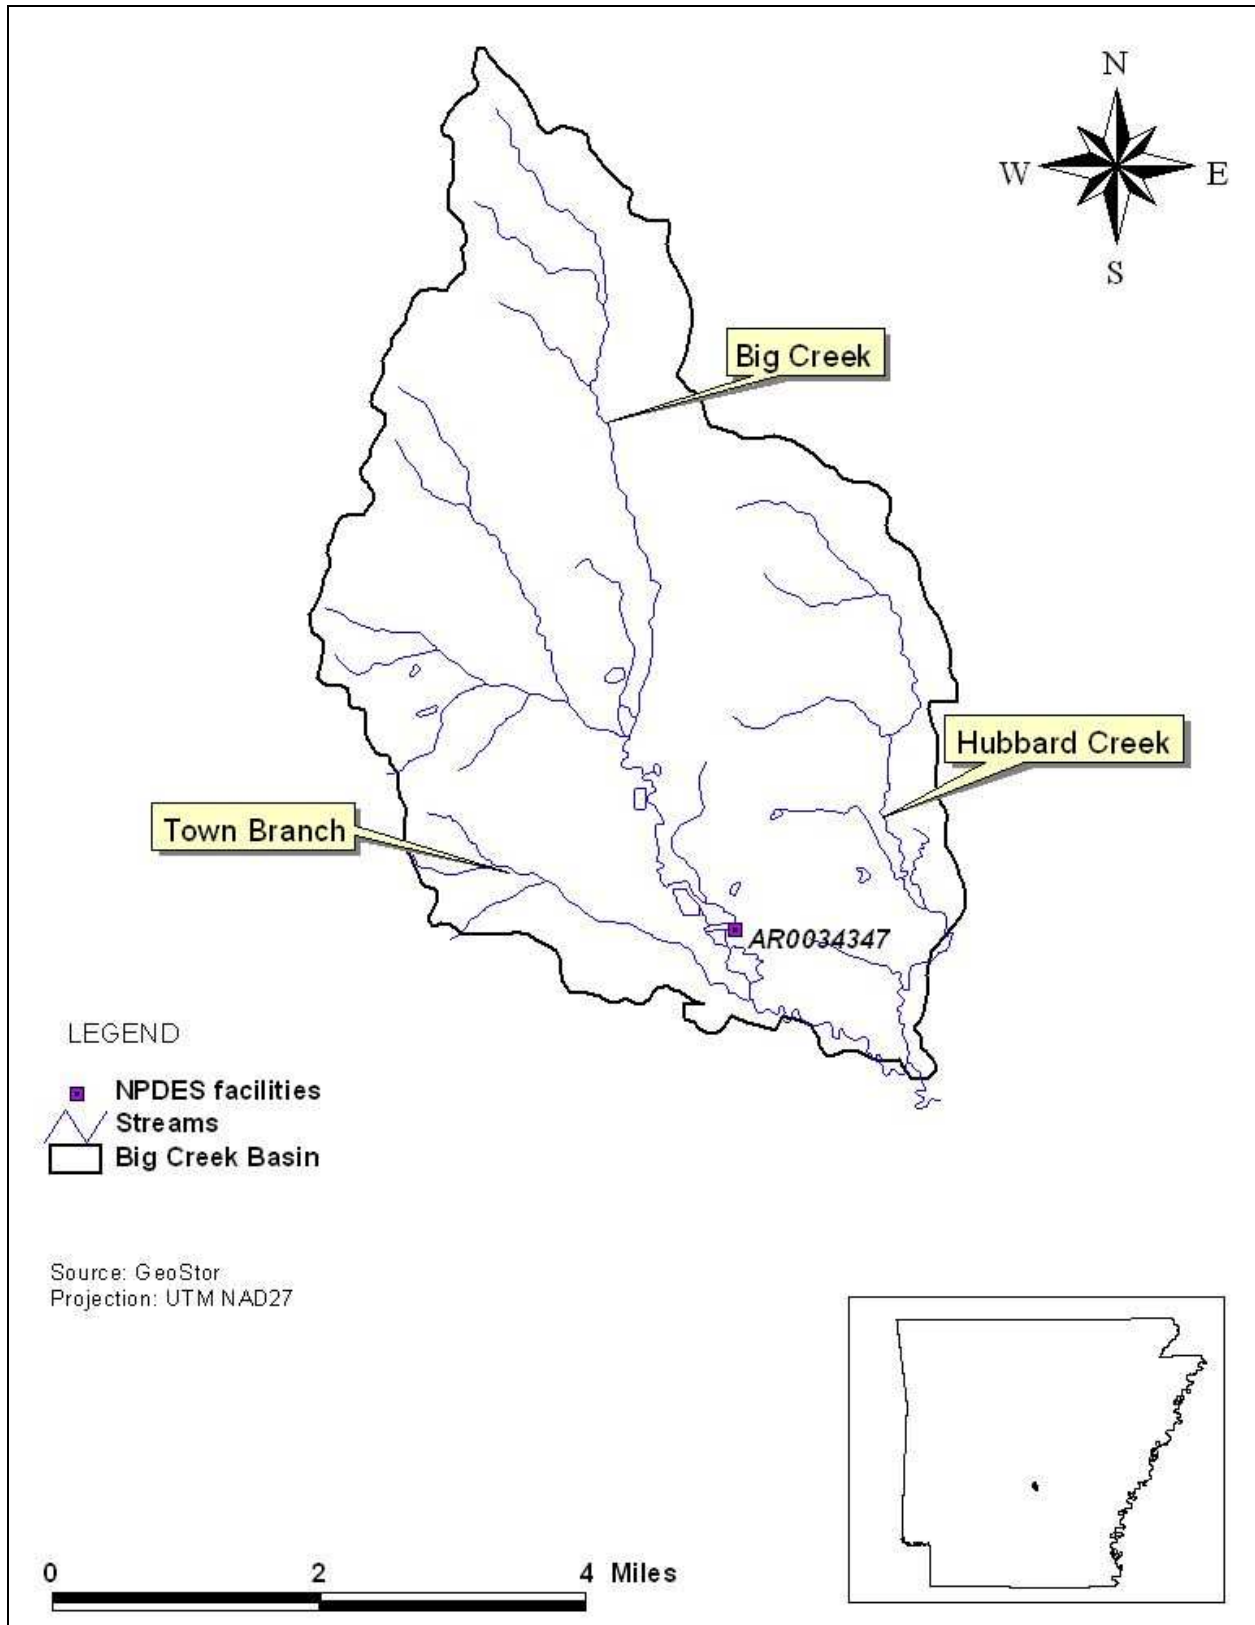 N
W E
S
Big Creek
Hubbard Creek
Town Branch
AR0034347
LEGEND
NPDES facilities
Streams
Big Creek Basin
Source: GeoStor
Projection: UTM NAD27
0 2 4 Miles